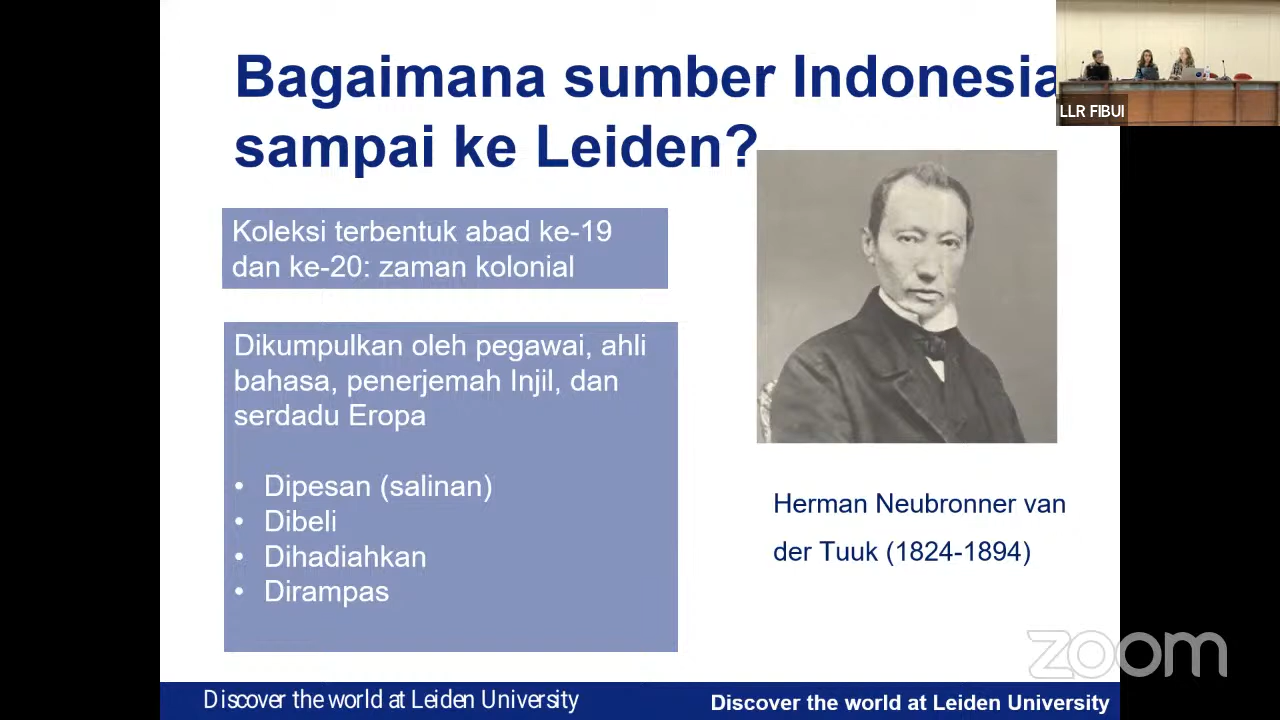 Bagaimana sumber Indonesia
sampai ke Leiden?
LLR FIBUI
Koleksi terbentuk abad ke-19
dan ke-20: zaman kolonial
Dikumpulkan oleh pegawai, ahli
bahasa, penerjemah Injil, dan
serdadu Eropa
• Dipesan (salinan)
• Dibeli
• Dihadiahkan
• Dirampas
Herman Neubronner van
der Tuuk (1824-1894)
zoom
Discover the world at Leiden University
Discover the world at Leiden University